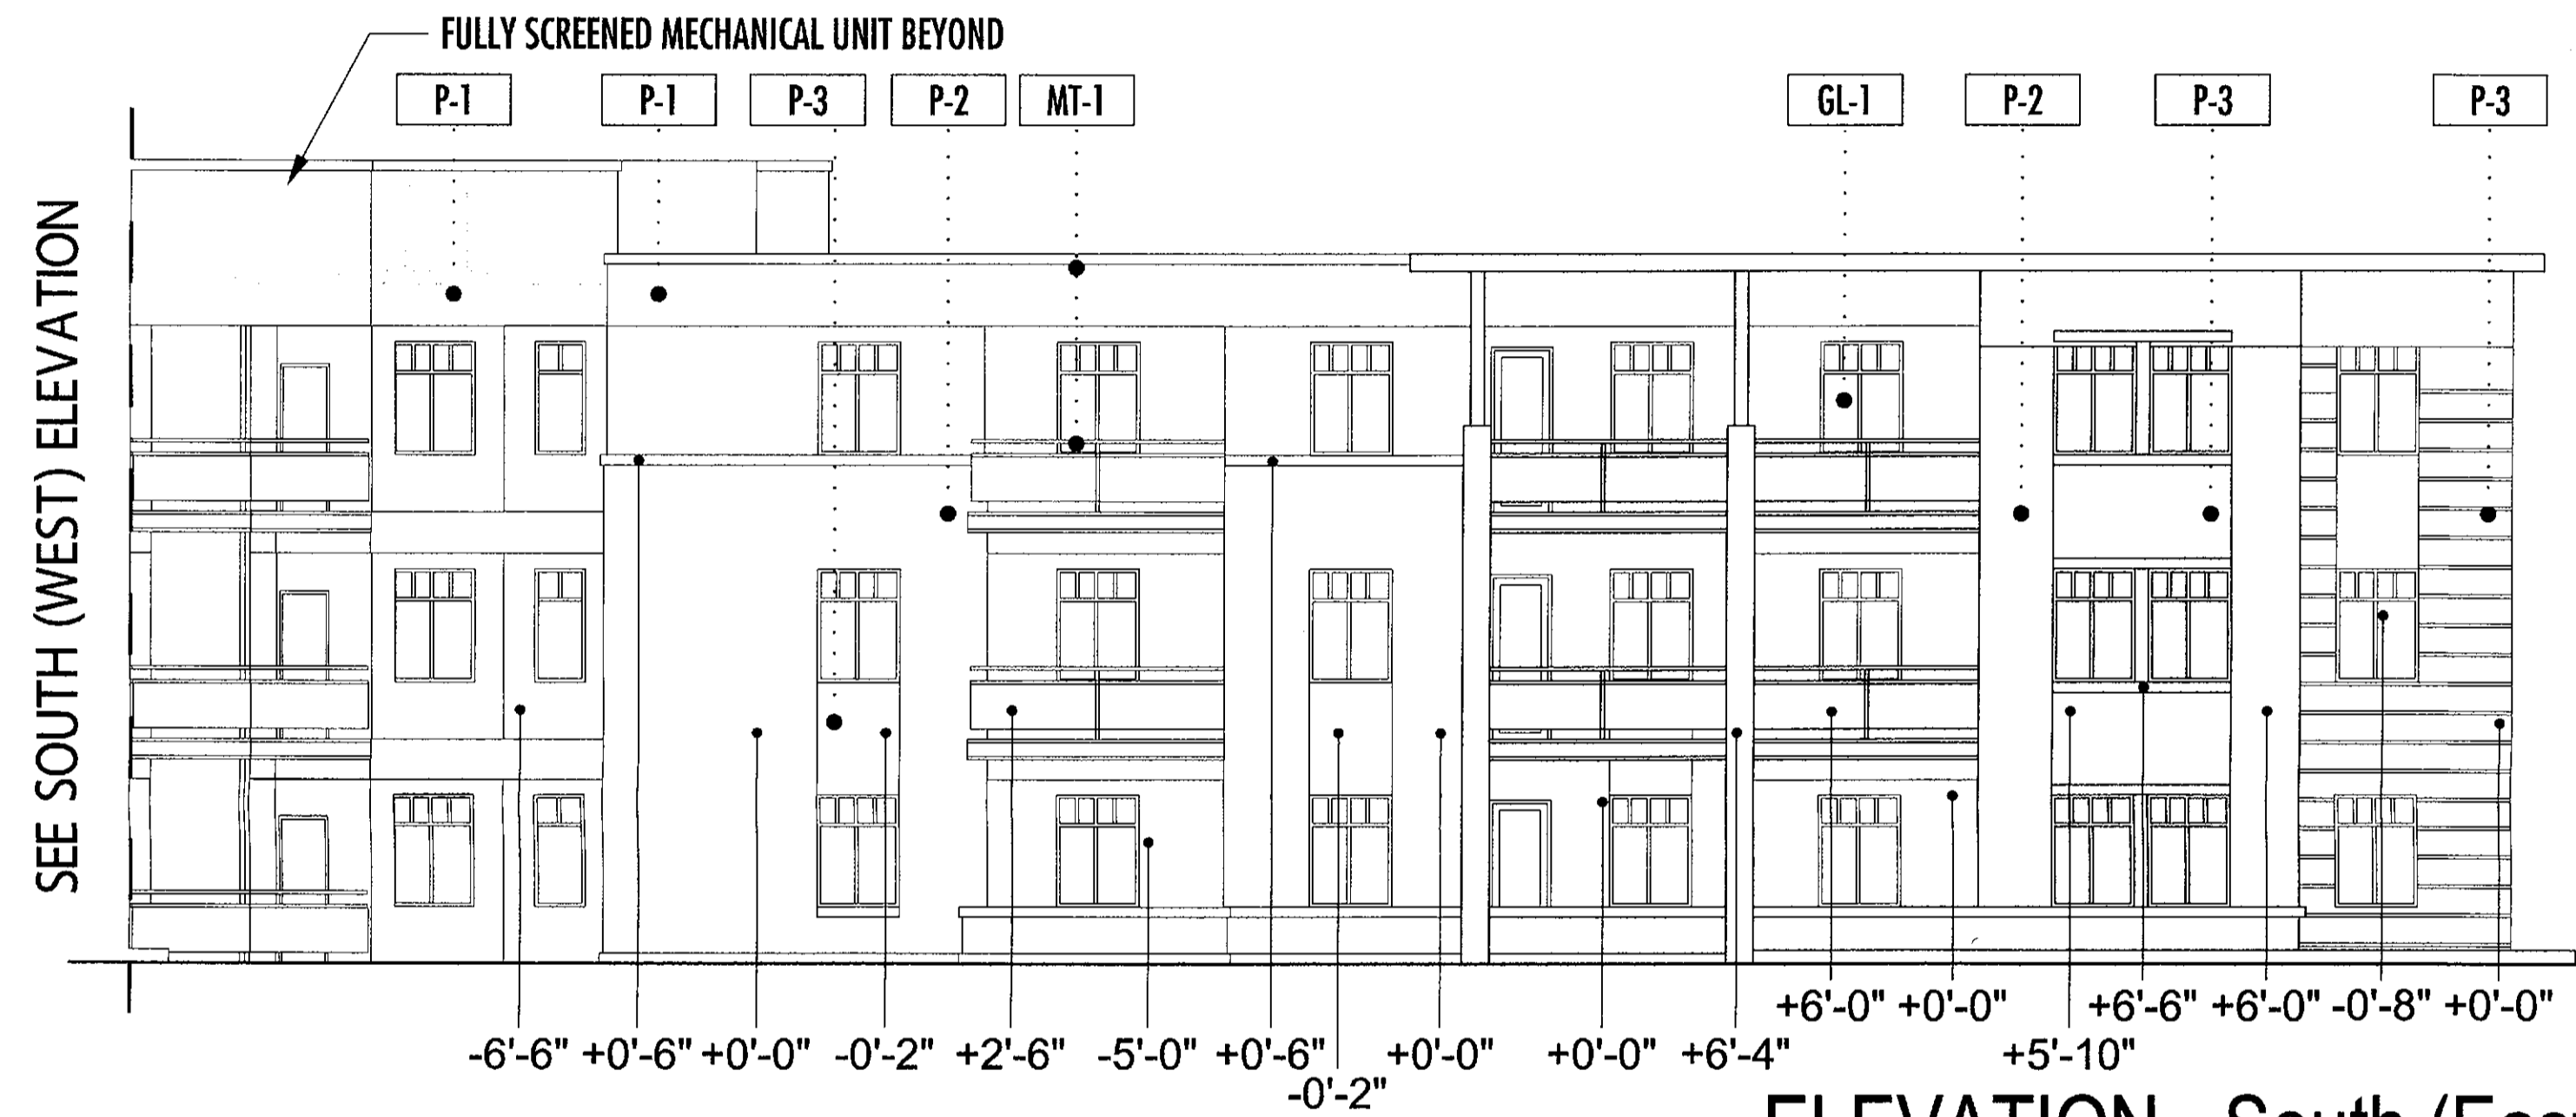 FULLY SCREENED MECHANICAL UNIT BEYOND
P-1 P-1 P-3 P-2 MT-1 GL-1 P-2 P-3 P-3
SEE SOUTH (WEST) ELEVATION
+6'-0" +0'-0" +6'-6" +6'-0" -0'-8" +0'-0"
-6'-6" +0'-6" +0'-0" -0'-2" +2'-6" -5'-0" +0'-6" +0'-0" +0'-0" +6'-4" +5'-10"
-0'-2"
ELEVATION South